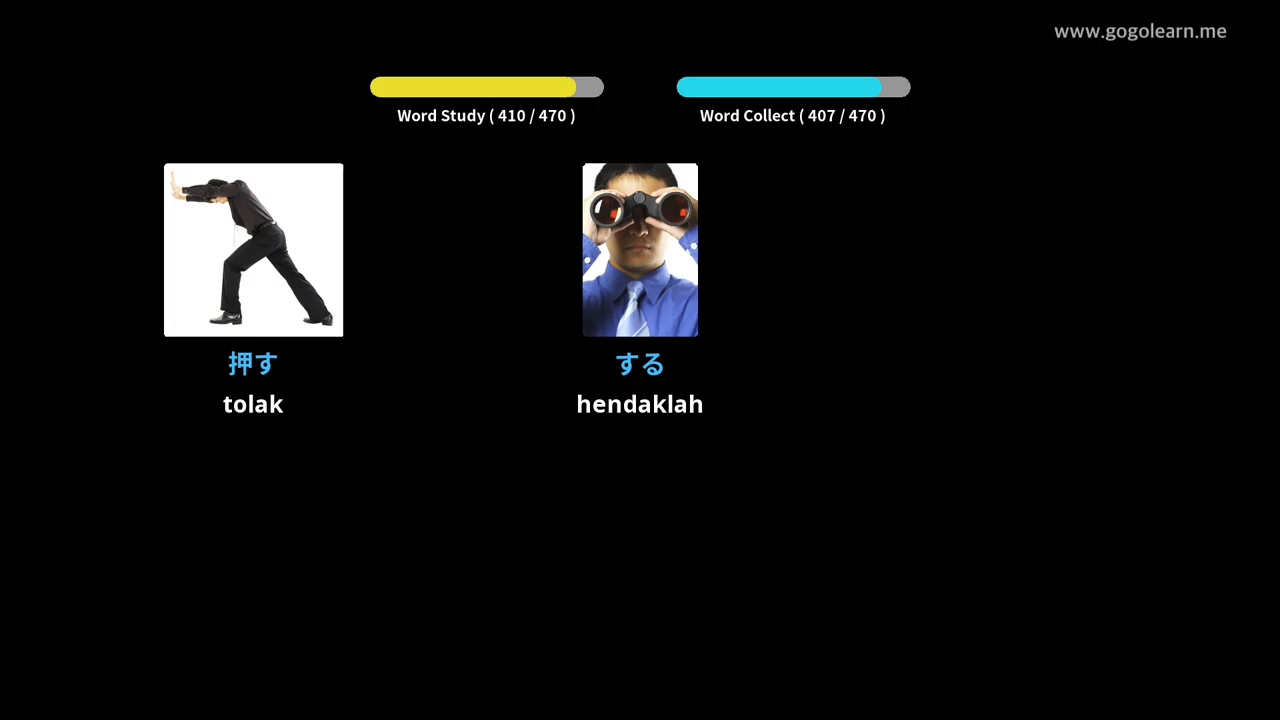 www.gogolearn.me
Word Study ( 410 / 470 )
Word Collect ( 407 / 470 )
押す
tolak
する
hendaklah